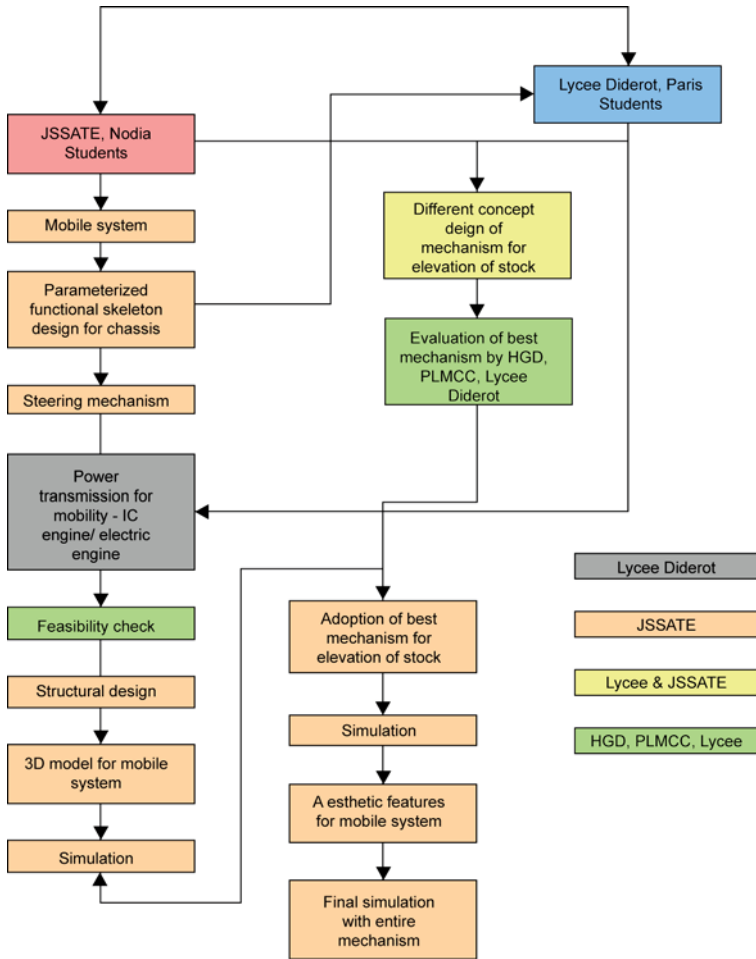 Lycee Diderot, Paris
Students
JSSATE, Nodia
Students
Mobile system
Parameterized
functional skeleton
design for chassis
Steering mechanism
Power
transmission for
mobility - IC
engine/ electric
engine
Feasibility check
Structural design
3D model for mobile
system
Simulation
Different concept
deign of
mechanism for
elevation of stock
Evaluation of best
mechanism by HGD,
PLMCC, Lycee
Diderot
Adoption of best
mechanism for
elevation of stock
Simulation
A esthetic features
for mobile system
Final simulation
with entire
mechanism
Lycee Diderot
JSSATE
Lycee & JSSATE
HGD, PLMCC, Lycee